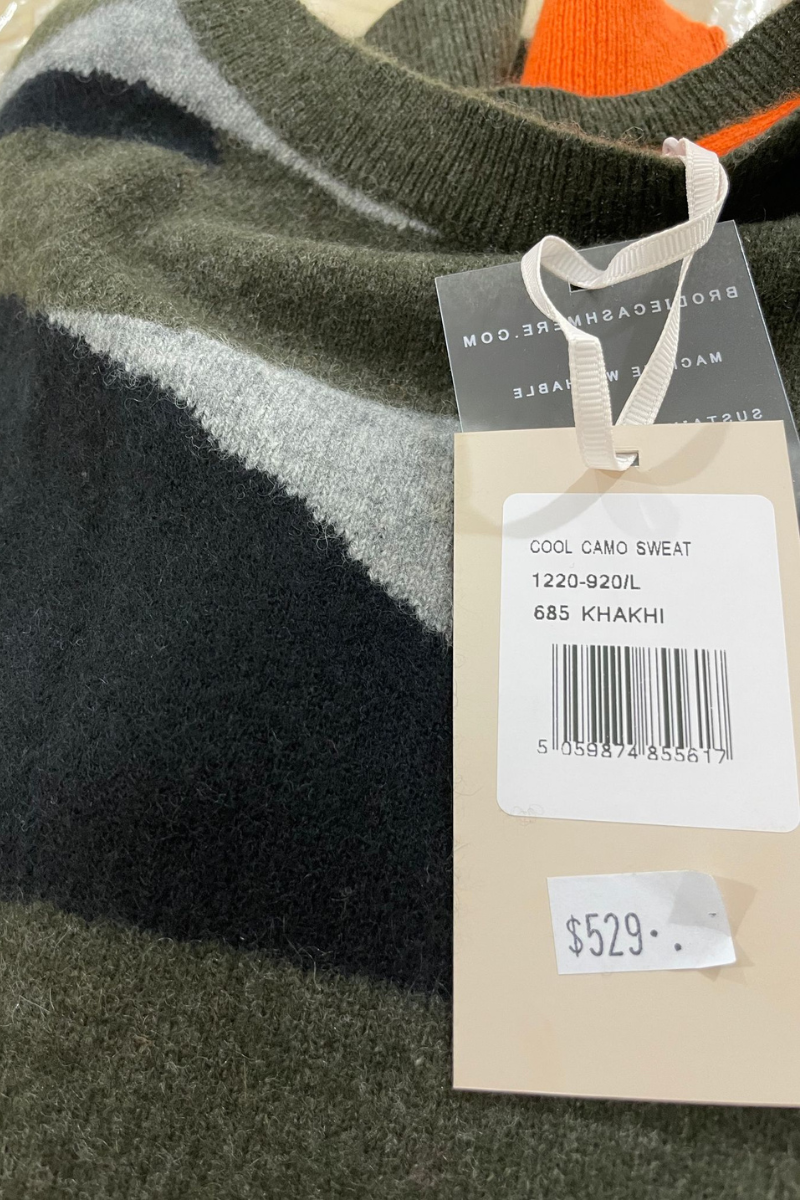 BRODIECASHMERE.COM
MACHINE WASHABLE
COOL CAMO SWEAT
1220-920/L
685 KHAKHI
5 059874 855617
$529. .